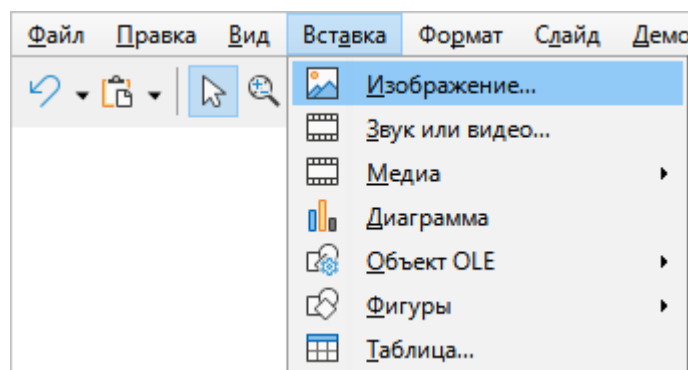 Файл Правка Вид Вставка Формат Слайд Демо
Изображение...
Звук или видео...
Медиа
Диаграмма
Объект OLE
Фигуры
Таблица...